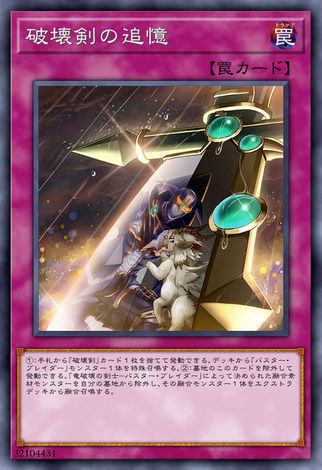 破壊剣の追憶
トラップ
罠
【罠カード】
①:手札から「破壊剣」カード１枚を捨てて発動できる。デッキから「バスター・
ブレイダー」モンスター１体を特殊召喚する。②:墓地のこのカードを除外して
発動できる。「竜破壊の剣士－バスター・ブレイダー」によって決められた融合素
材モンスターを自分の墓地から除外し、その融合モンスター１体をエクストラ
デッキから融合召喚する。
32104431